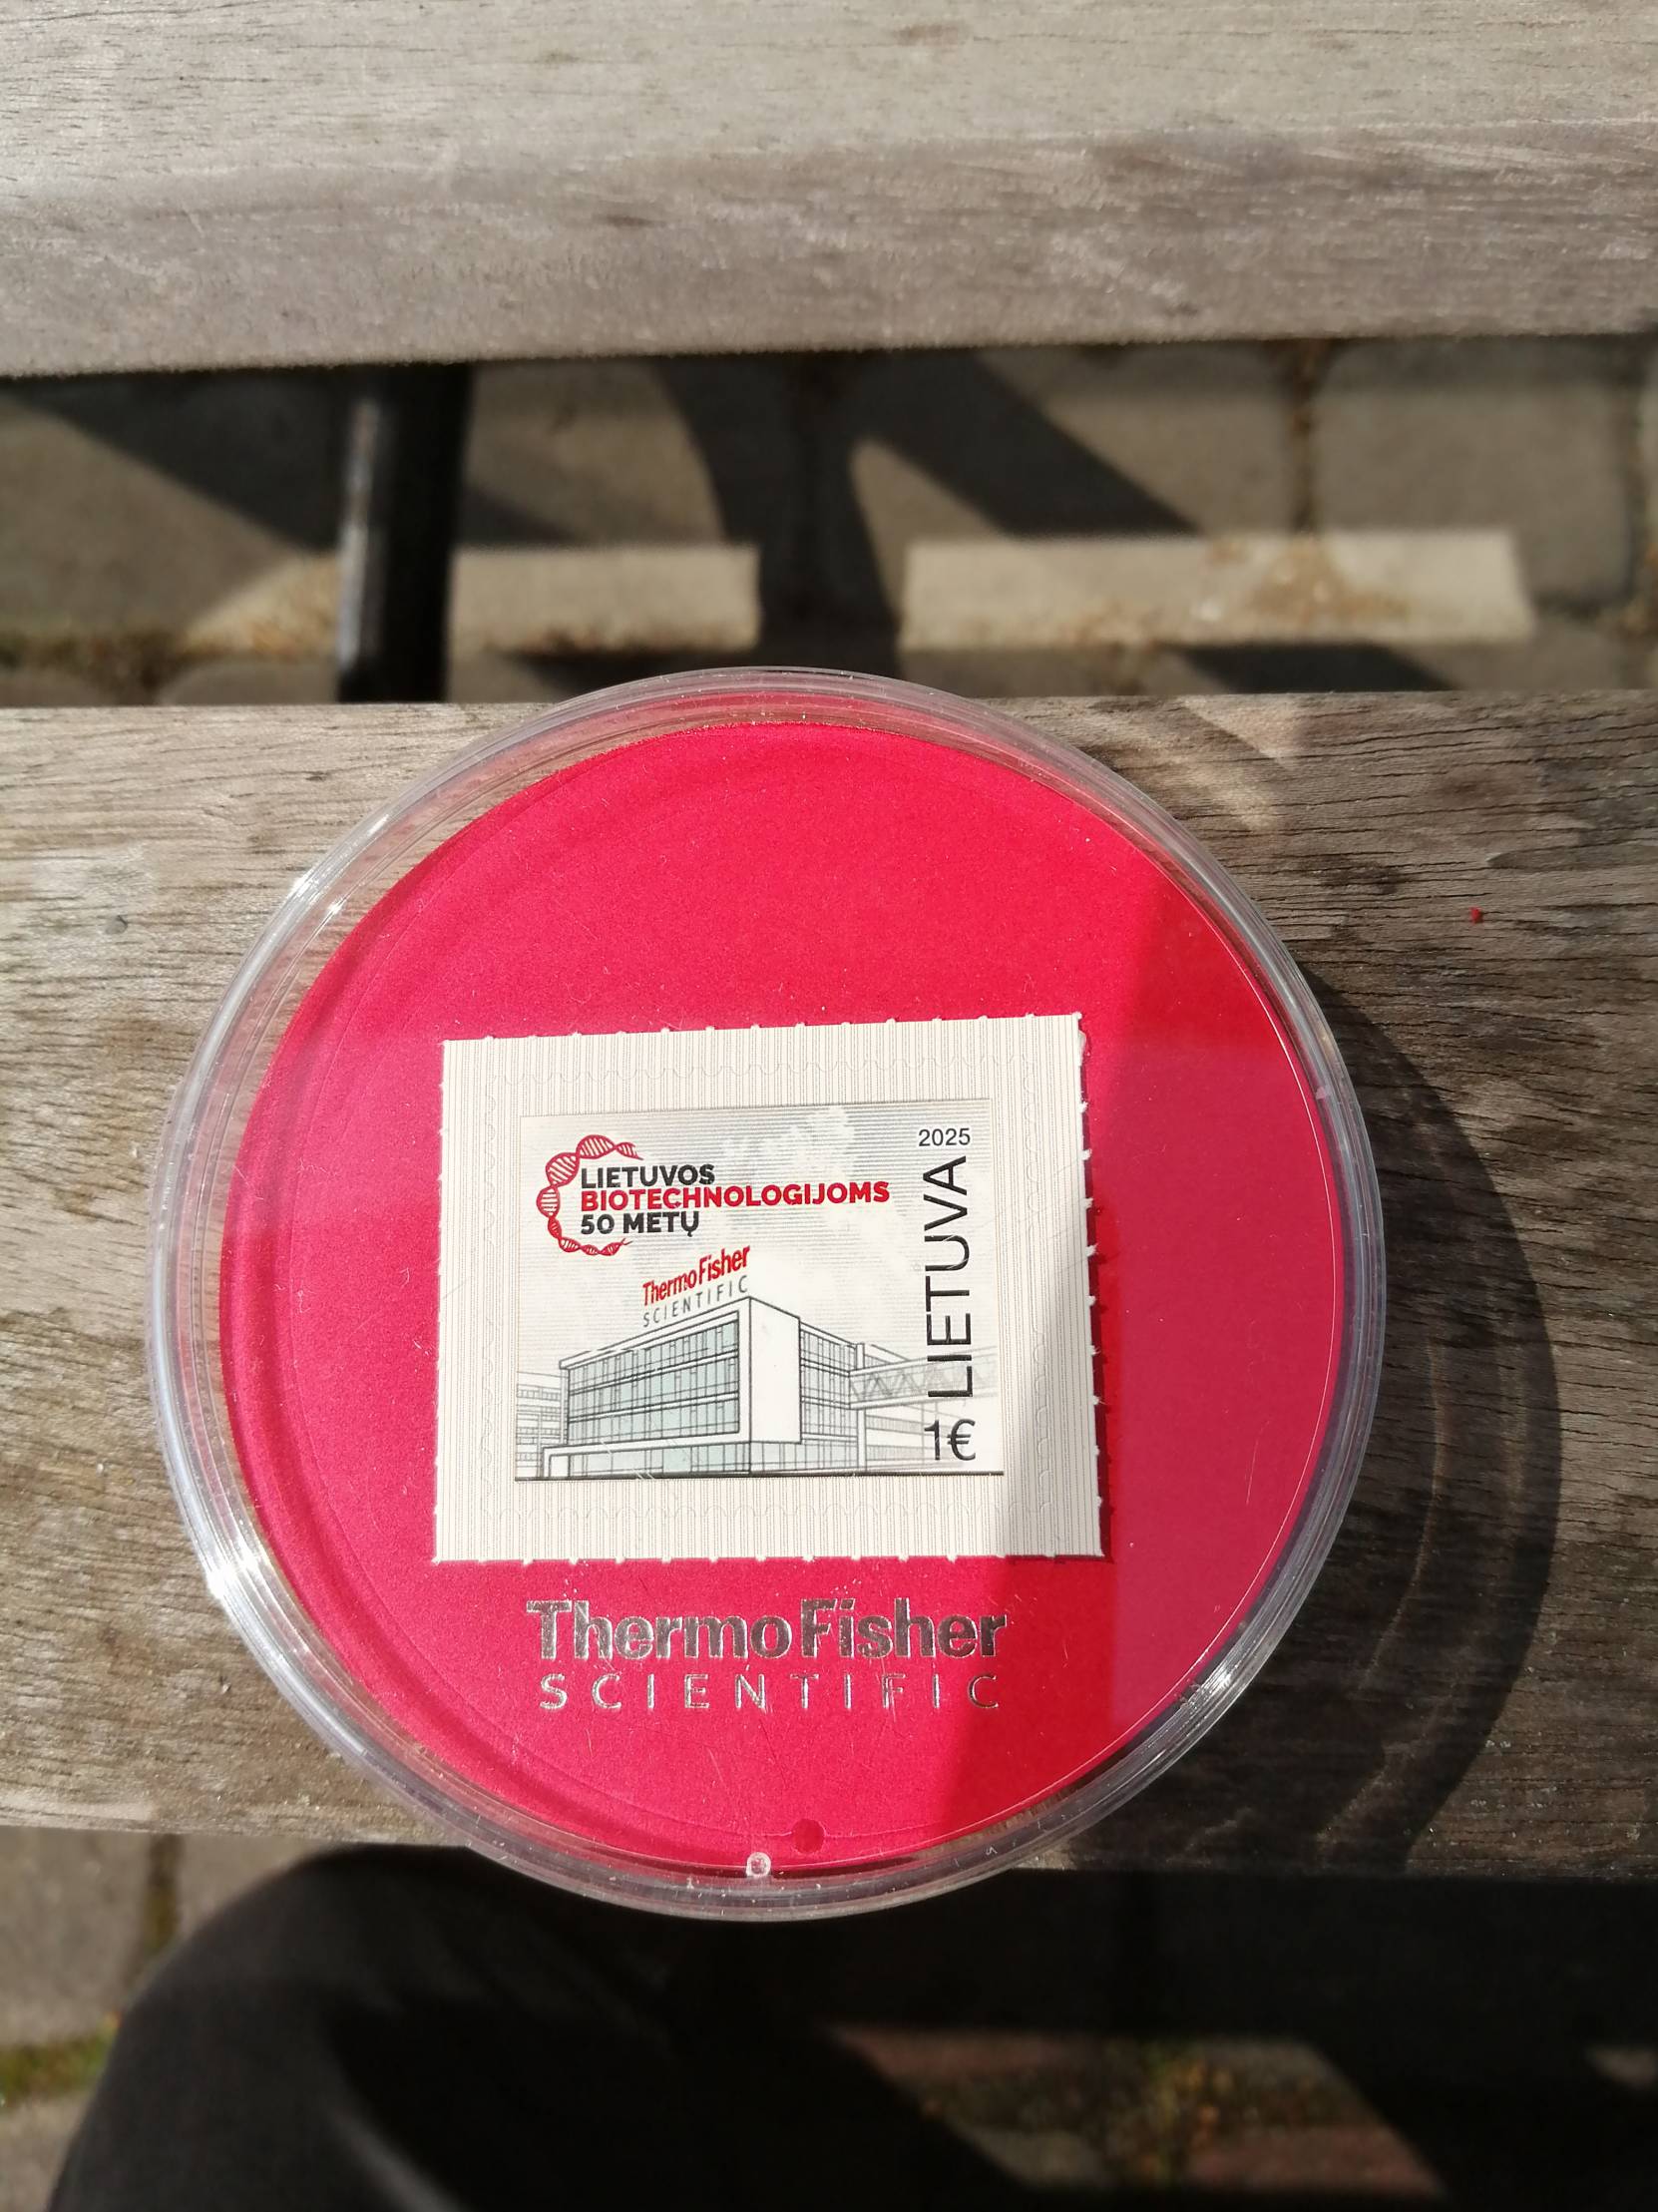 2025
LIETUVOS
BIOTECHNOLOGIJOMS
50 METŲ
ThermoFisher
SCIENTIFIC
LIETUVA
1€
ThermoFisher
SCIENTIFIC